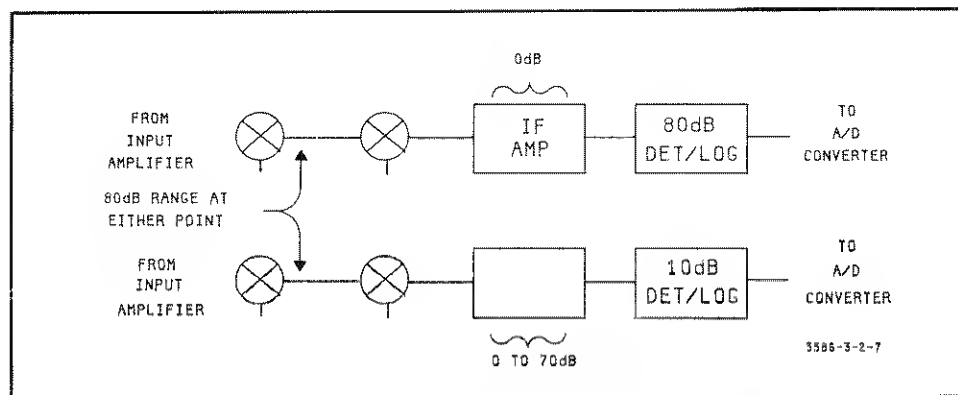 0dB
FROM
INPUT
AMPLIFIER
IF
AMP
80dB
DET/LOG
TO
A/D
CONVERTER
80dB RANGE AT
EITHER POINT
FROM
INPUT
AMPLIFIER
10dB
DET/LOG
TO
A/D
CONVERTER
0 TO 70dB
3586-3-2-7